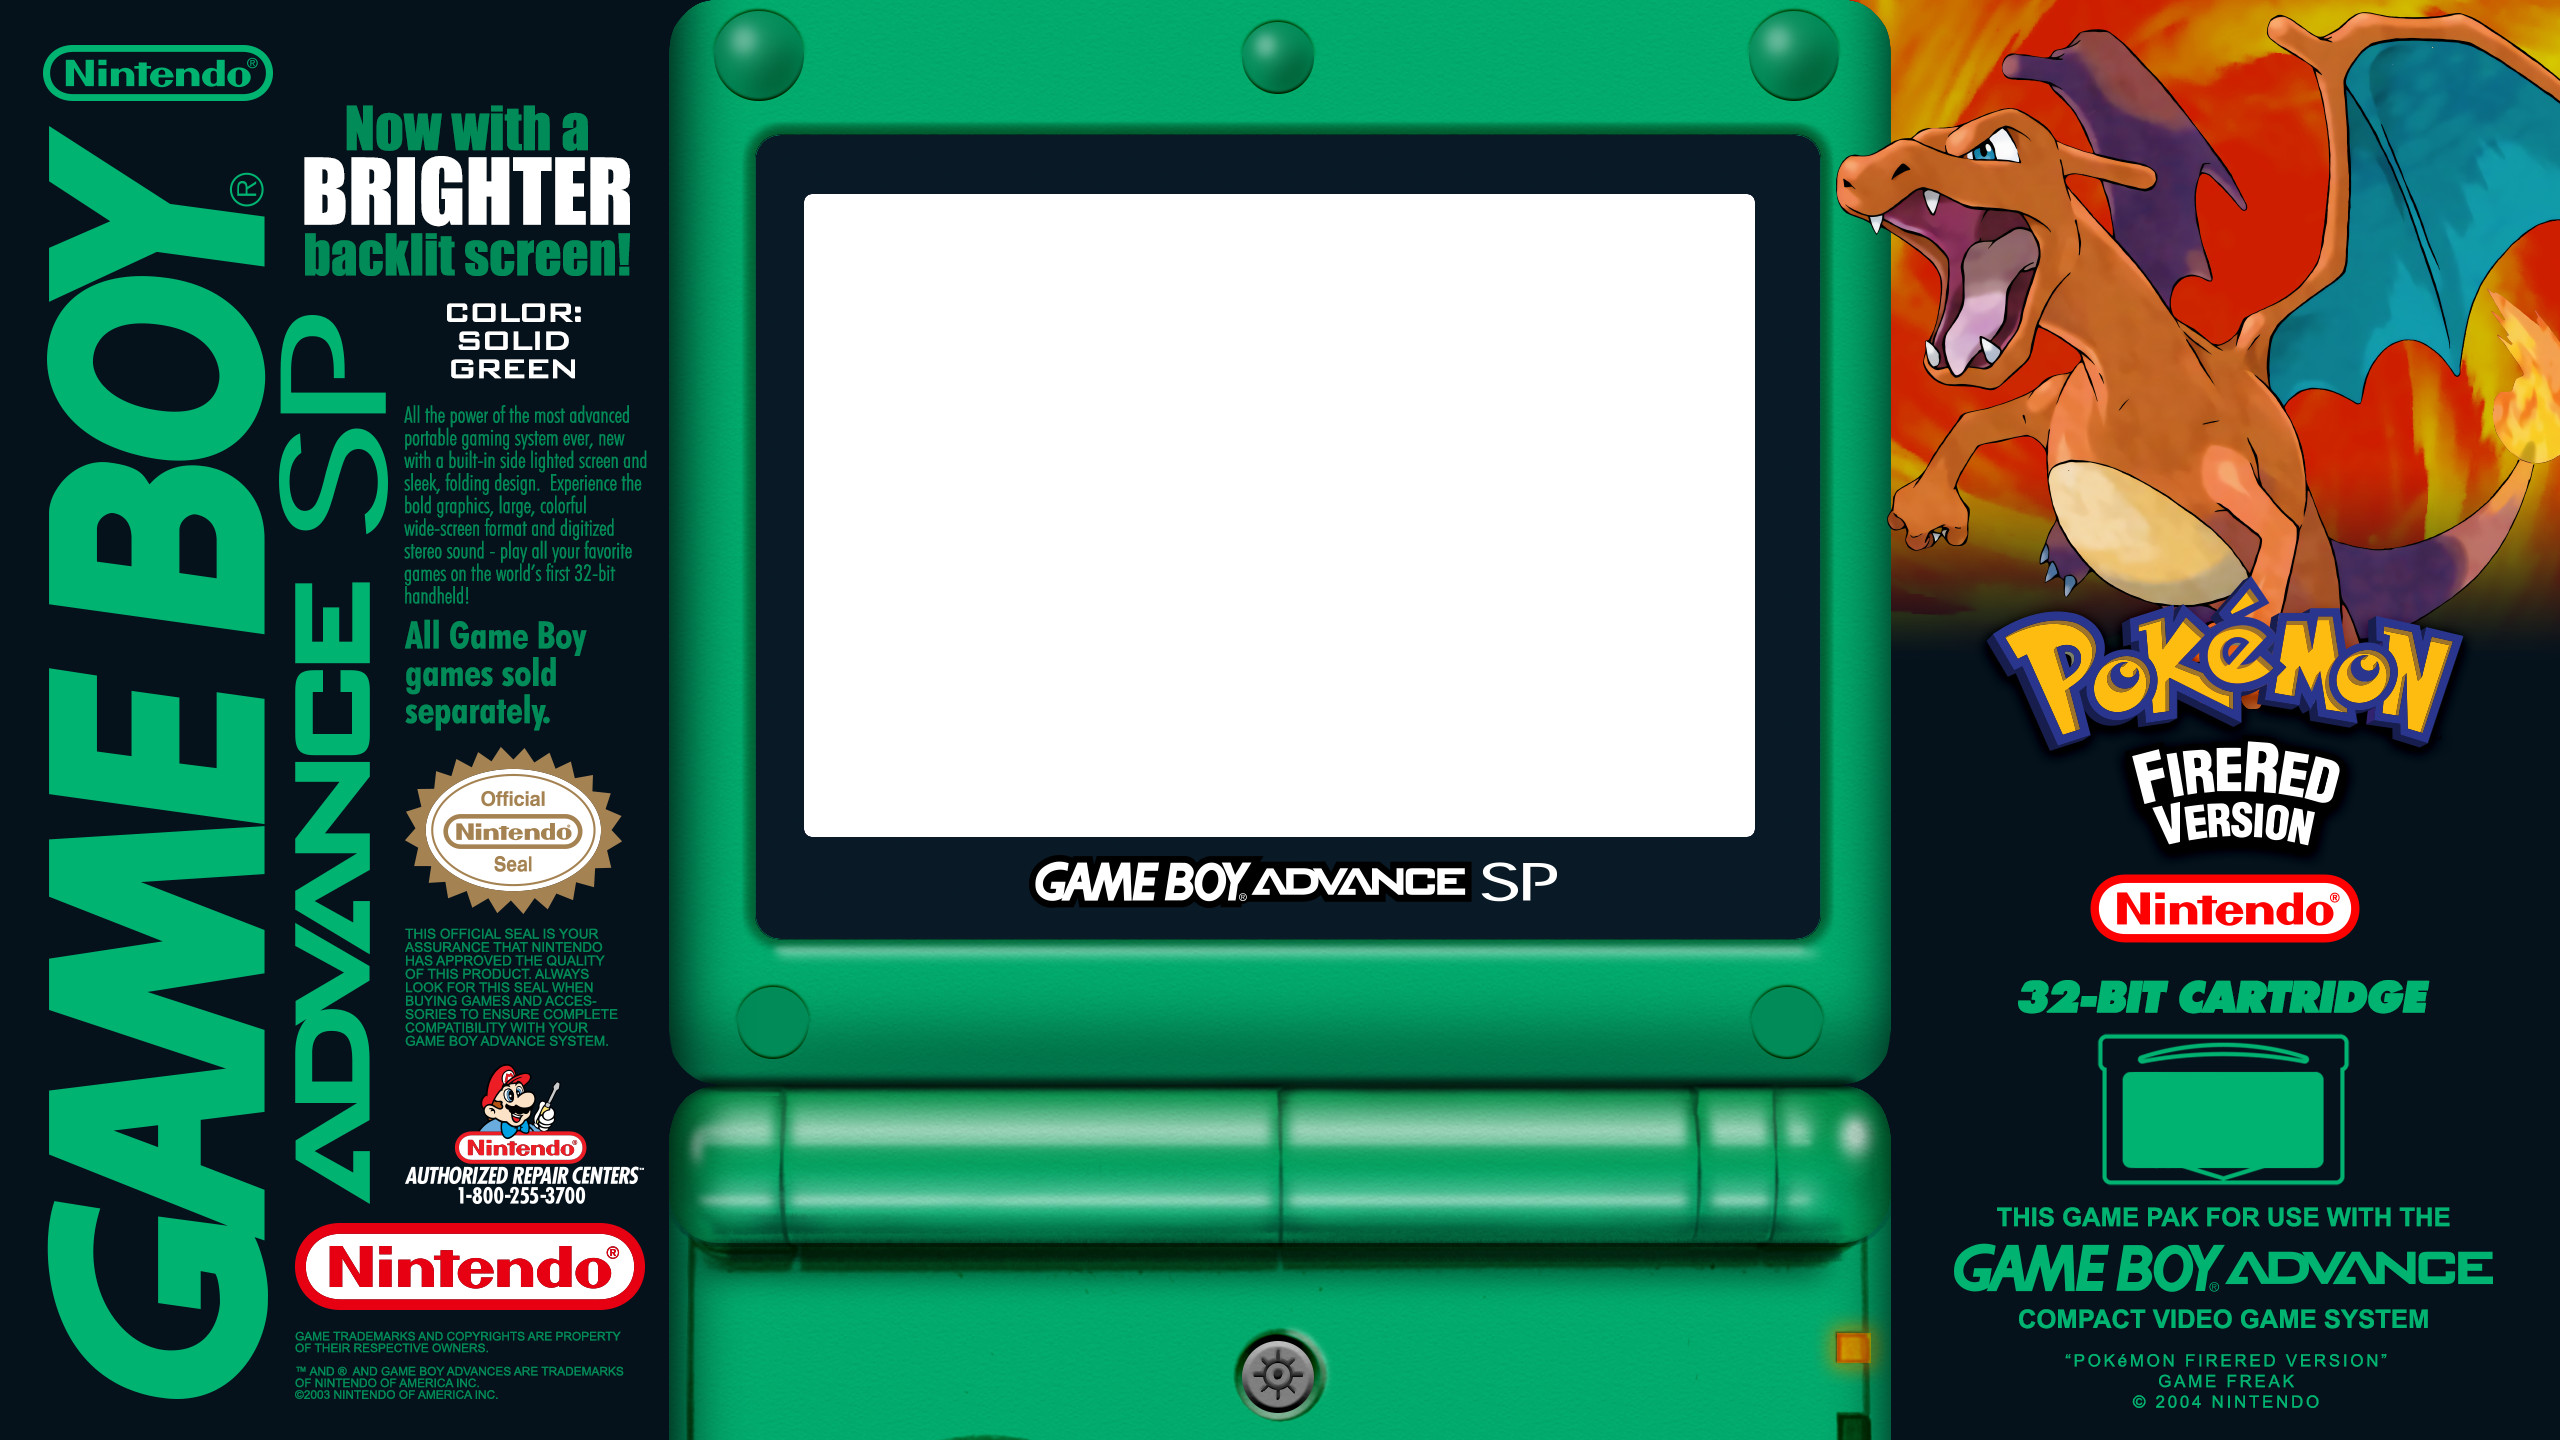 Nintendo®
GAME BOY®
ADVANCE SP
Now with a
BRIGHTER
backlit screen!
COLOR:
SOLID
GREEN
All the power of the most advanced
portable gaming system ever, new
with a built-in side lighted screen and
sleek, folding design. Experience the
bold graphics, large, colorful
wide-screen format and digitized
stereo sound - play all your favorite
games on the world's first 32-bit
handheld!
All Game Boy
games sold
separately.
Official
Nintendo
Seal
THIS OFFICIAL SEAL IS YOUR
ASSURANCE THAT NINTENDO
HAS APPROVED THE QUALITY
OF THIS PRODUCT. ALWAYS
LOOK FOR THIS SEAL WHEN
BUYING GAMES AND ACCES-
SORIES TO ENSURE COMPLETE
COMPATIBILITY WITH YOUR
GAME BOY ADVANCE SYSTEM.
M
Nintendo®
AUTHORIZED REPAIR CENTERS™
1-800-255-3700
Nintendo®
GAME TRADEMARKS AND COPYRIGHTS ARE PROPERTY
OF THEIR RESPECTIVE OWNERS.
™ AND ® AND GAME BOY ADVANCES ARE TRADEMARKS
OF NINTENDO OF AMERICA INC.
©2003 NINTENDO OF AMERICA INC.
GAME BOY® ADVANCE SP
POKéMON
FIRERED
VERSION
Nintendo®
32-BIT CARTRIDGE
THIS GAME PAK FOR USE WITH THE
GAME BOY® ADVANCE
COMPACT VIDEO GAME SYSTEM
“POKéMON FIRERED VERSION”
GAME FREAK
© 2004 NINTENDO